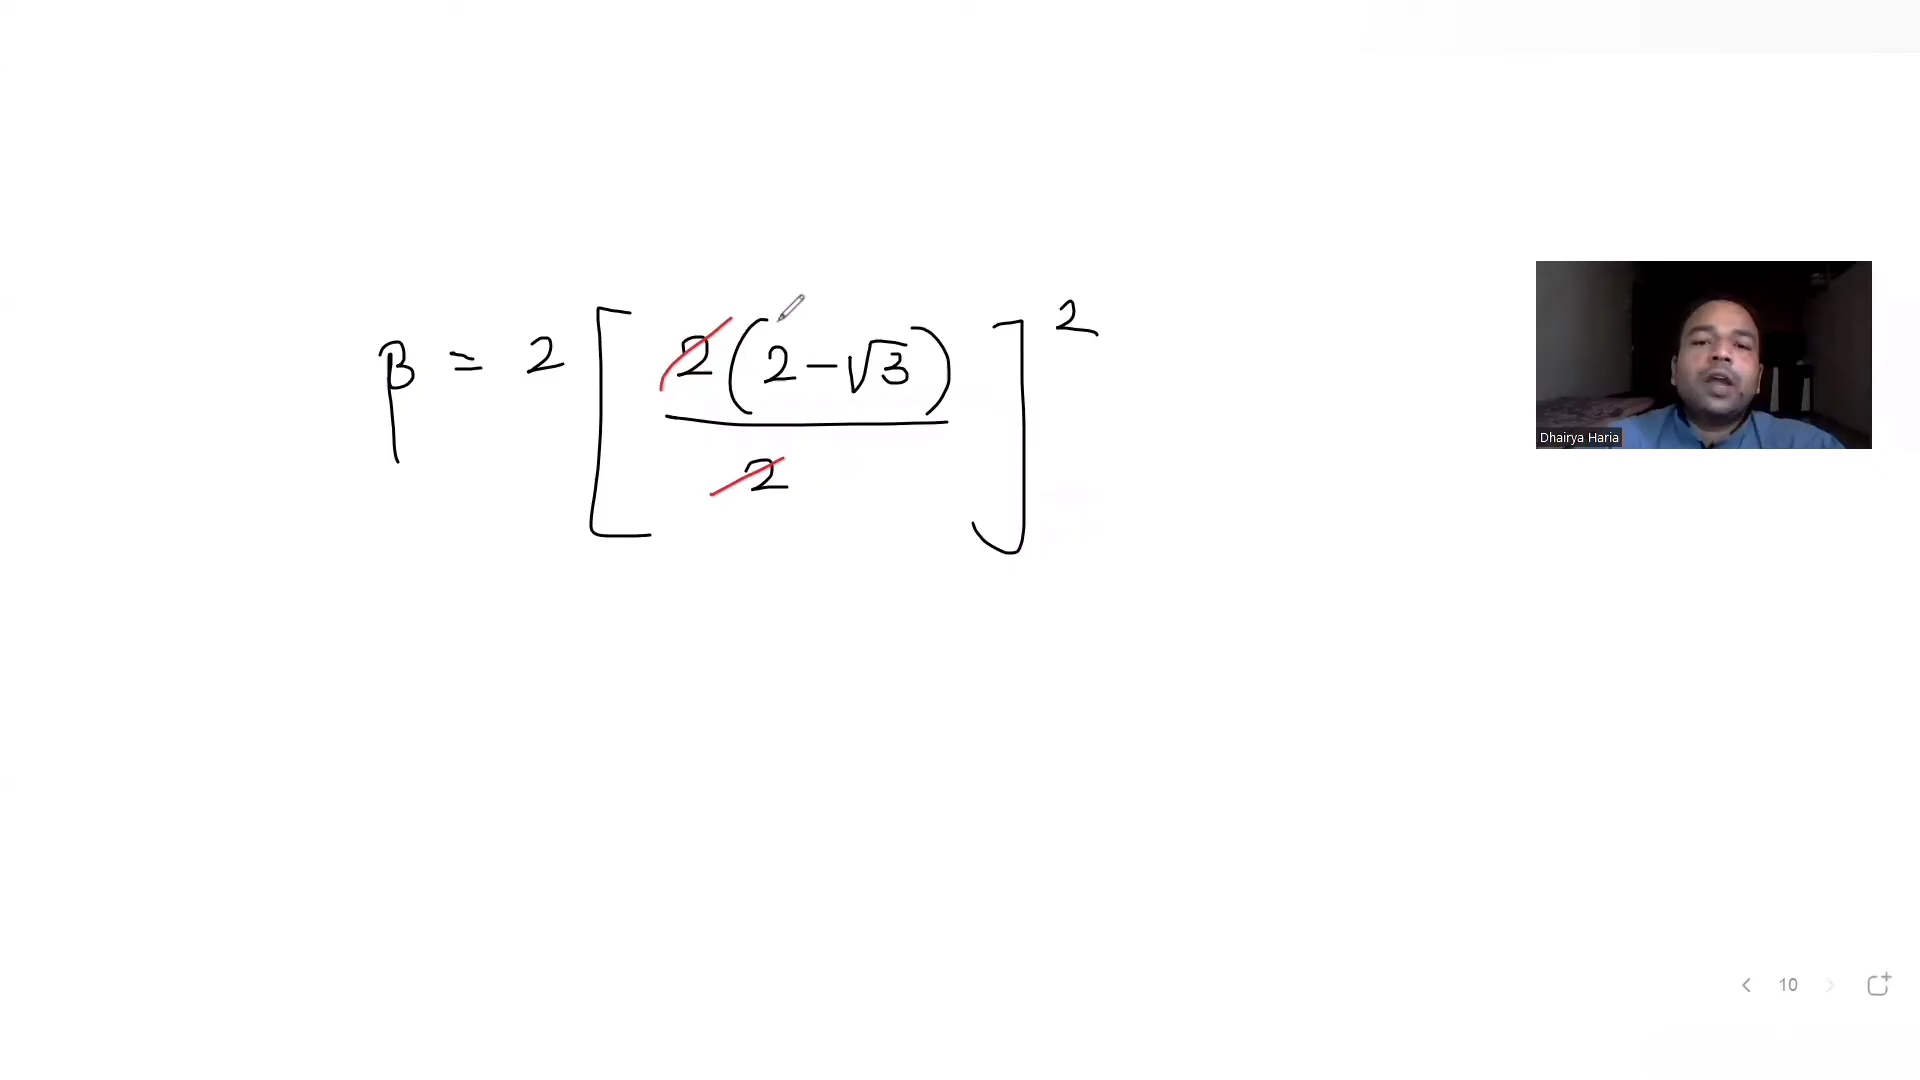 β = 2 [ 2(2-√3) / 2 ]²
Dhairya Haria
10